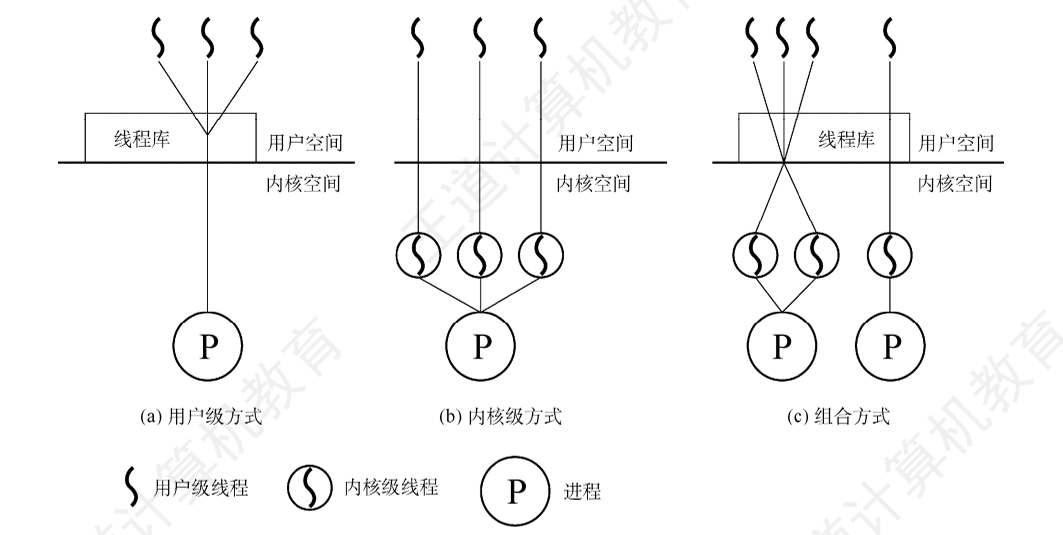 线程库 用户空间
内核空间
P
(a) 用户级方式
用户空间
内核空间
P
(b) 内核级方式
线程库 用户空间
内核空间
P P
(c) 组合方式
用户级线程 内核级线程 P 进程
王道计算机教育
道计算机教育
道计算机教育